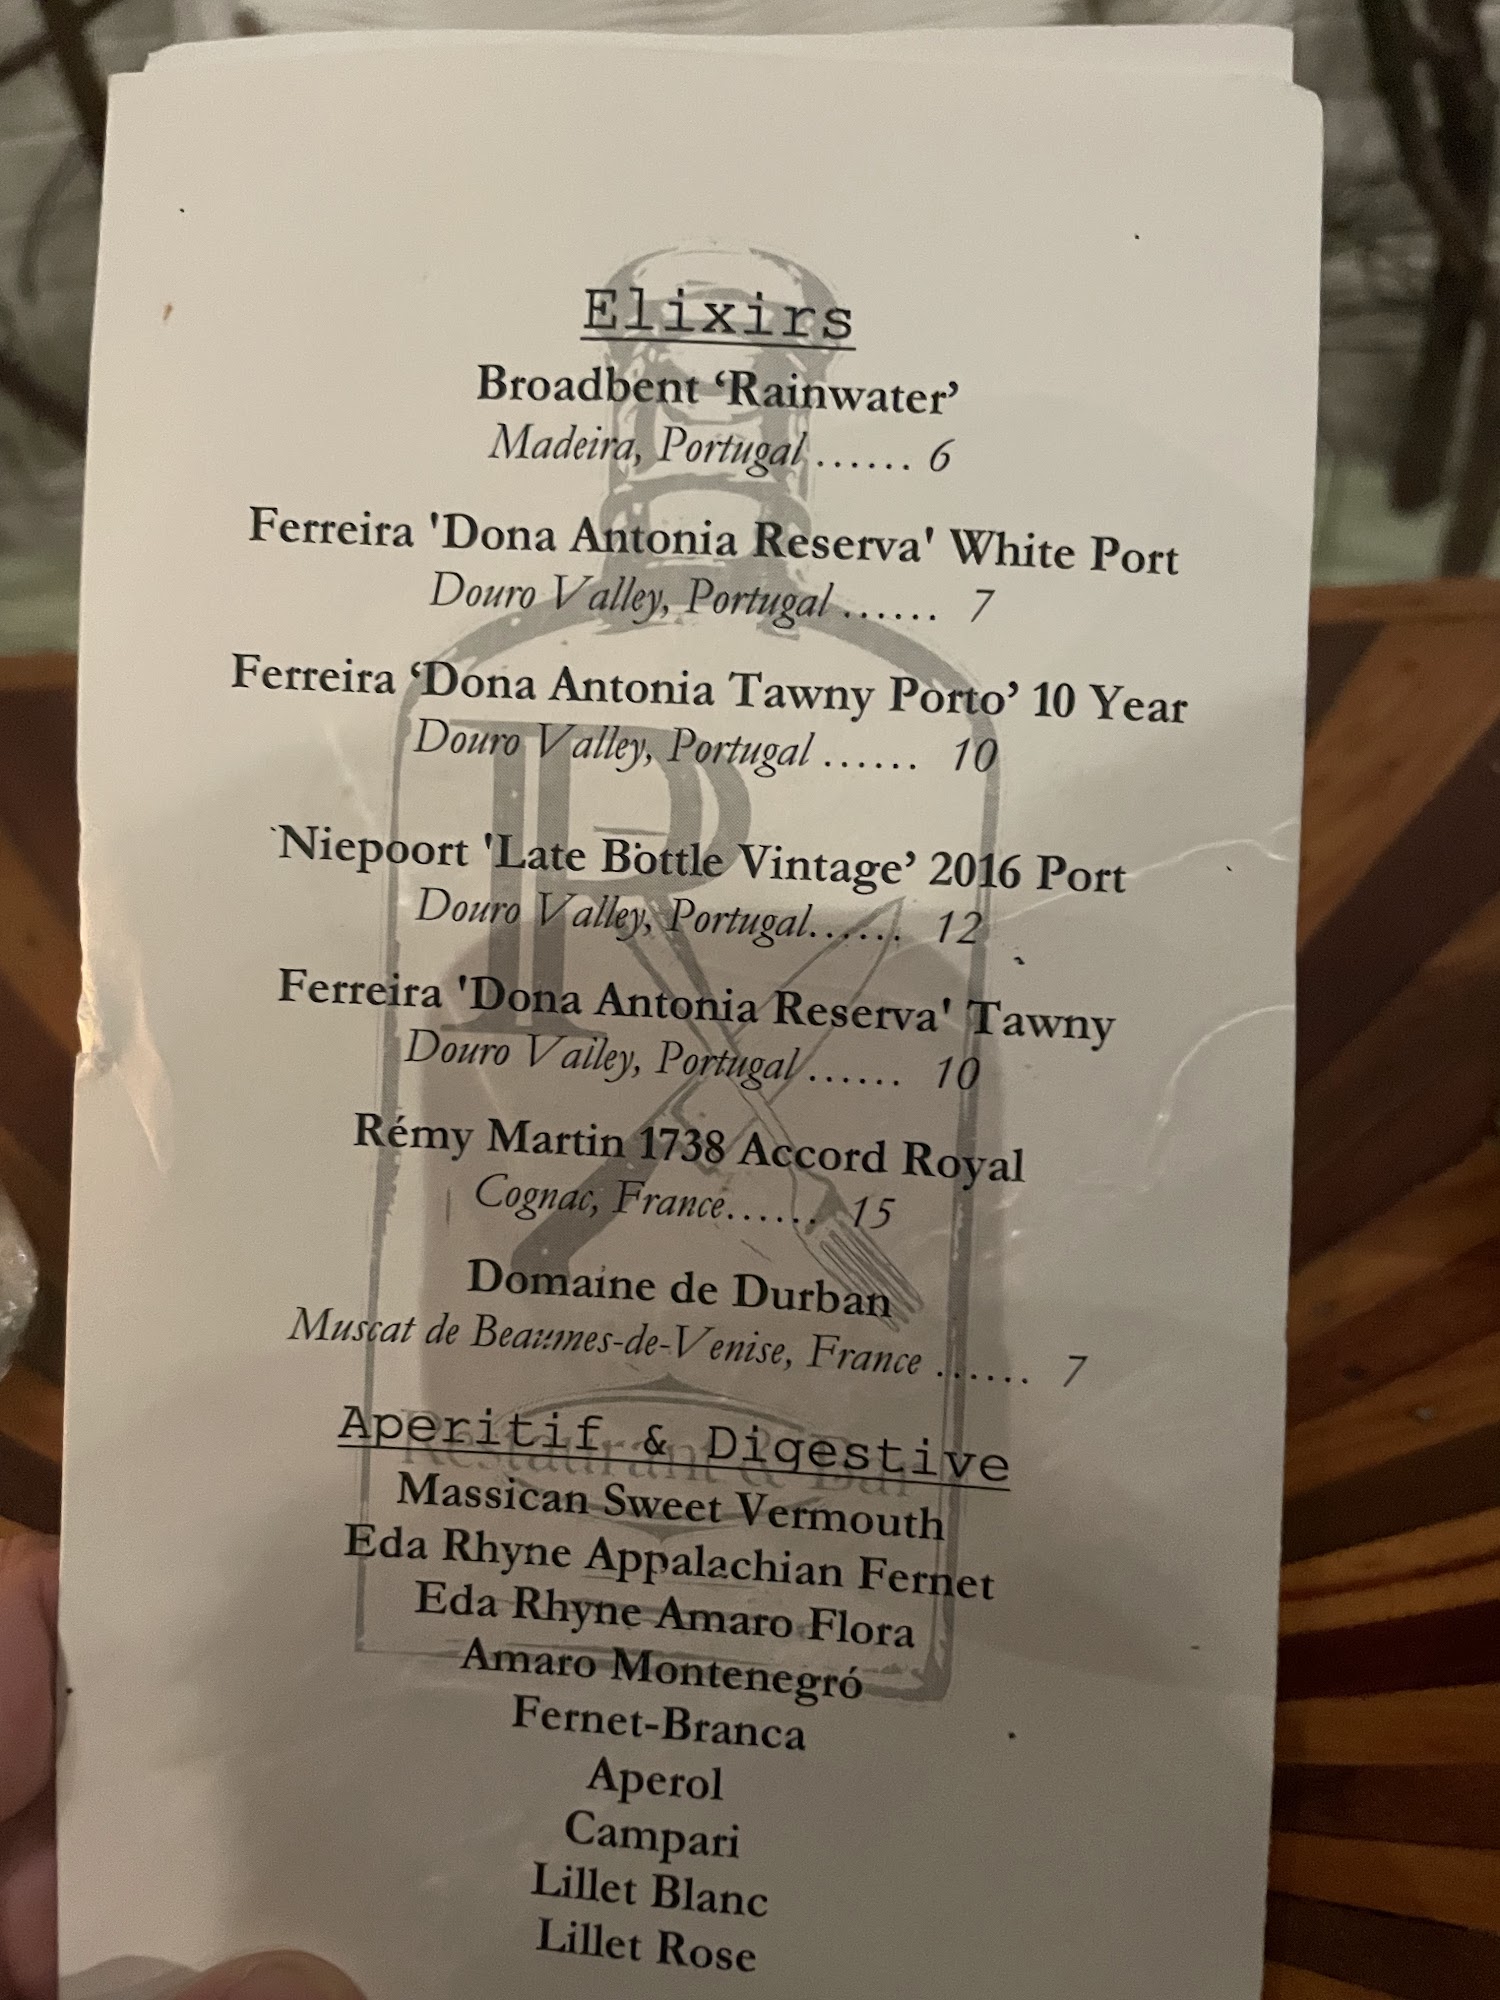 Elixirs
Broadbent ‘Rainwater’
Madeira, Portugal ...... 6
Ferreira 'Dona Antonia Reserva' White Port
Douro Valley, Portugal ...... 7
Ferreira ‘Dona Antonia Tawny Porto’ 10 Year
Douro Valley, Portugal ...... 10
Niepoort 'Late Bottle Vintage’ 2016 Port
Douro Valley, Portugal...... 12
Ferreira 'Dona Antonia Reserva' Tawny
Douro Valley, Portugal ...... 10
Rémy Martin 1738 Accord Royal
Cognac, France...... 15
Domaine de Durban
Muscat de Beaumes-de-Venise, France ...... 7
Aperitif & Digestive
Restaurant & Bar
Massican Sweet Vermouth
Eda Rhyne Appalachian Fernet
Eda Rhyne Amaro Flora
Amaro Montenegró
Fernet-Branca
Aperol
Campari
Lillet Blanc
Lillet Rose